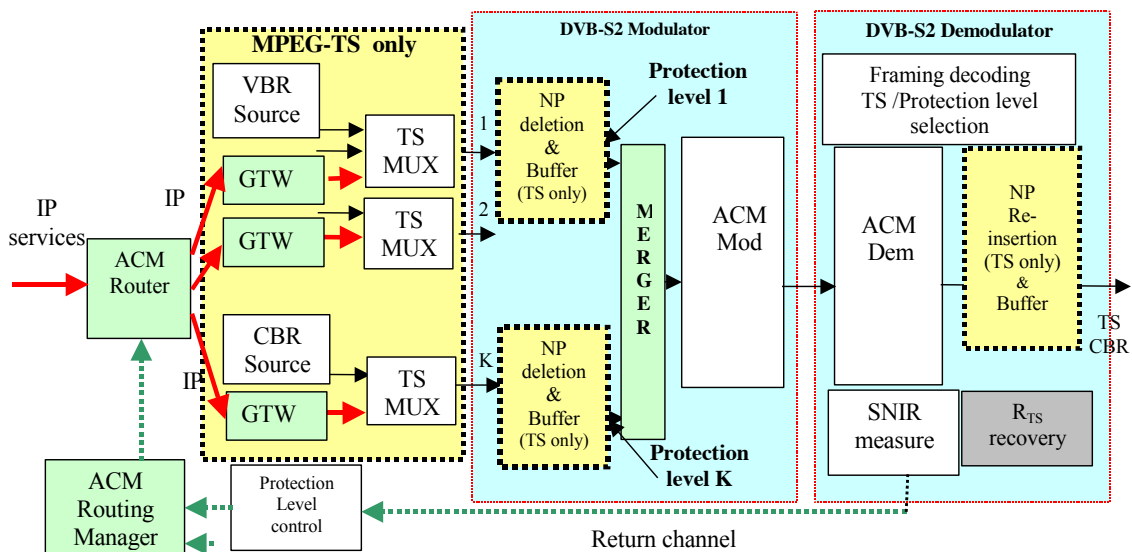 MPEG-TS only
DVB-S2 Modulator
DVB-S2 Demodulator
VBR
Source
TS
MUX
GTW
GTW
TS
MUX
IP
IP
services
ACM
Router
IP
CBR
Source
TS
MUX
GTW
1
2
K
Protection
level 1
NP
deletion
&
Buffer
(TS only)
NP
deletion
&
Buffer
(TS only)
Protection
level K
M
E
R
G
E
R
ACM
Mod
Framing decoding
TS /Protection level
selection
ACM
Dem
NP
Re-
insertion
(TS only)
&
Buffer
TS
CBR
SNIR
measure
RTS
recovery
ACM
Routing
Manager
Protection
Level
control
Return channel